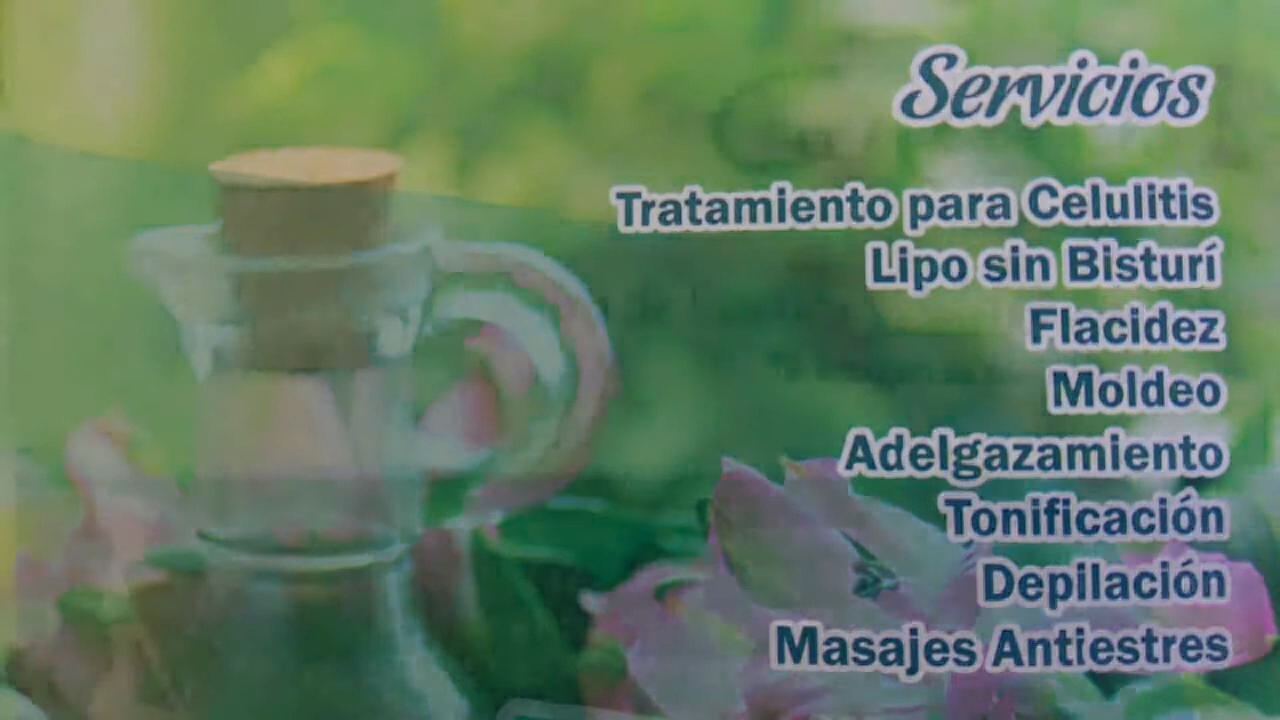 Servicios
Tratamiento para Celulitis
Lipo sin Bisturí
Flacidez
Moldeo
Adelgazamiento
Tonificación
Depilación
Masajes Antiestres